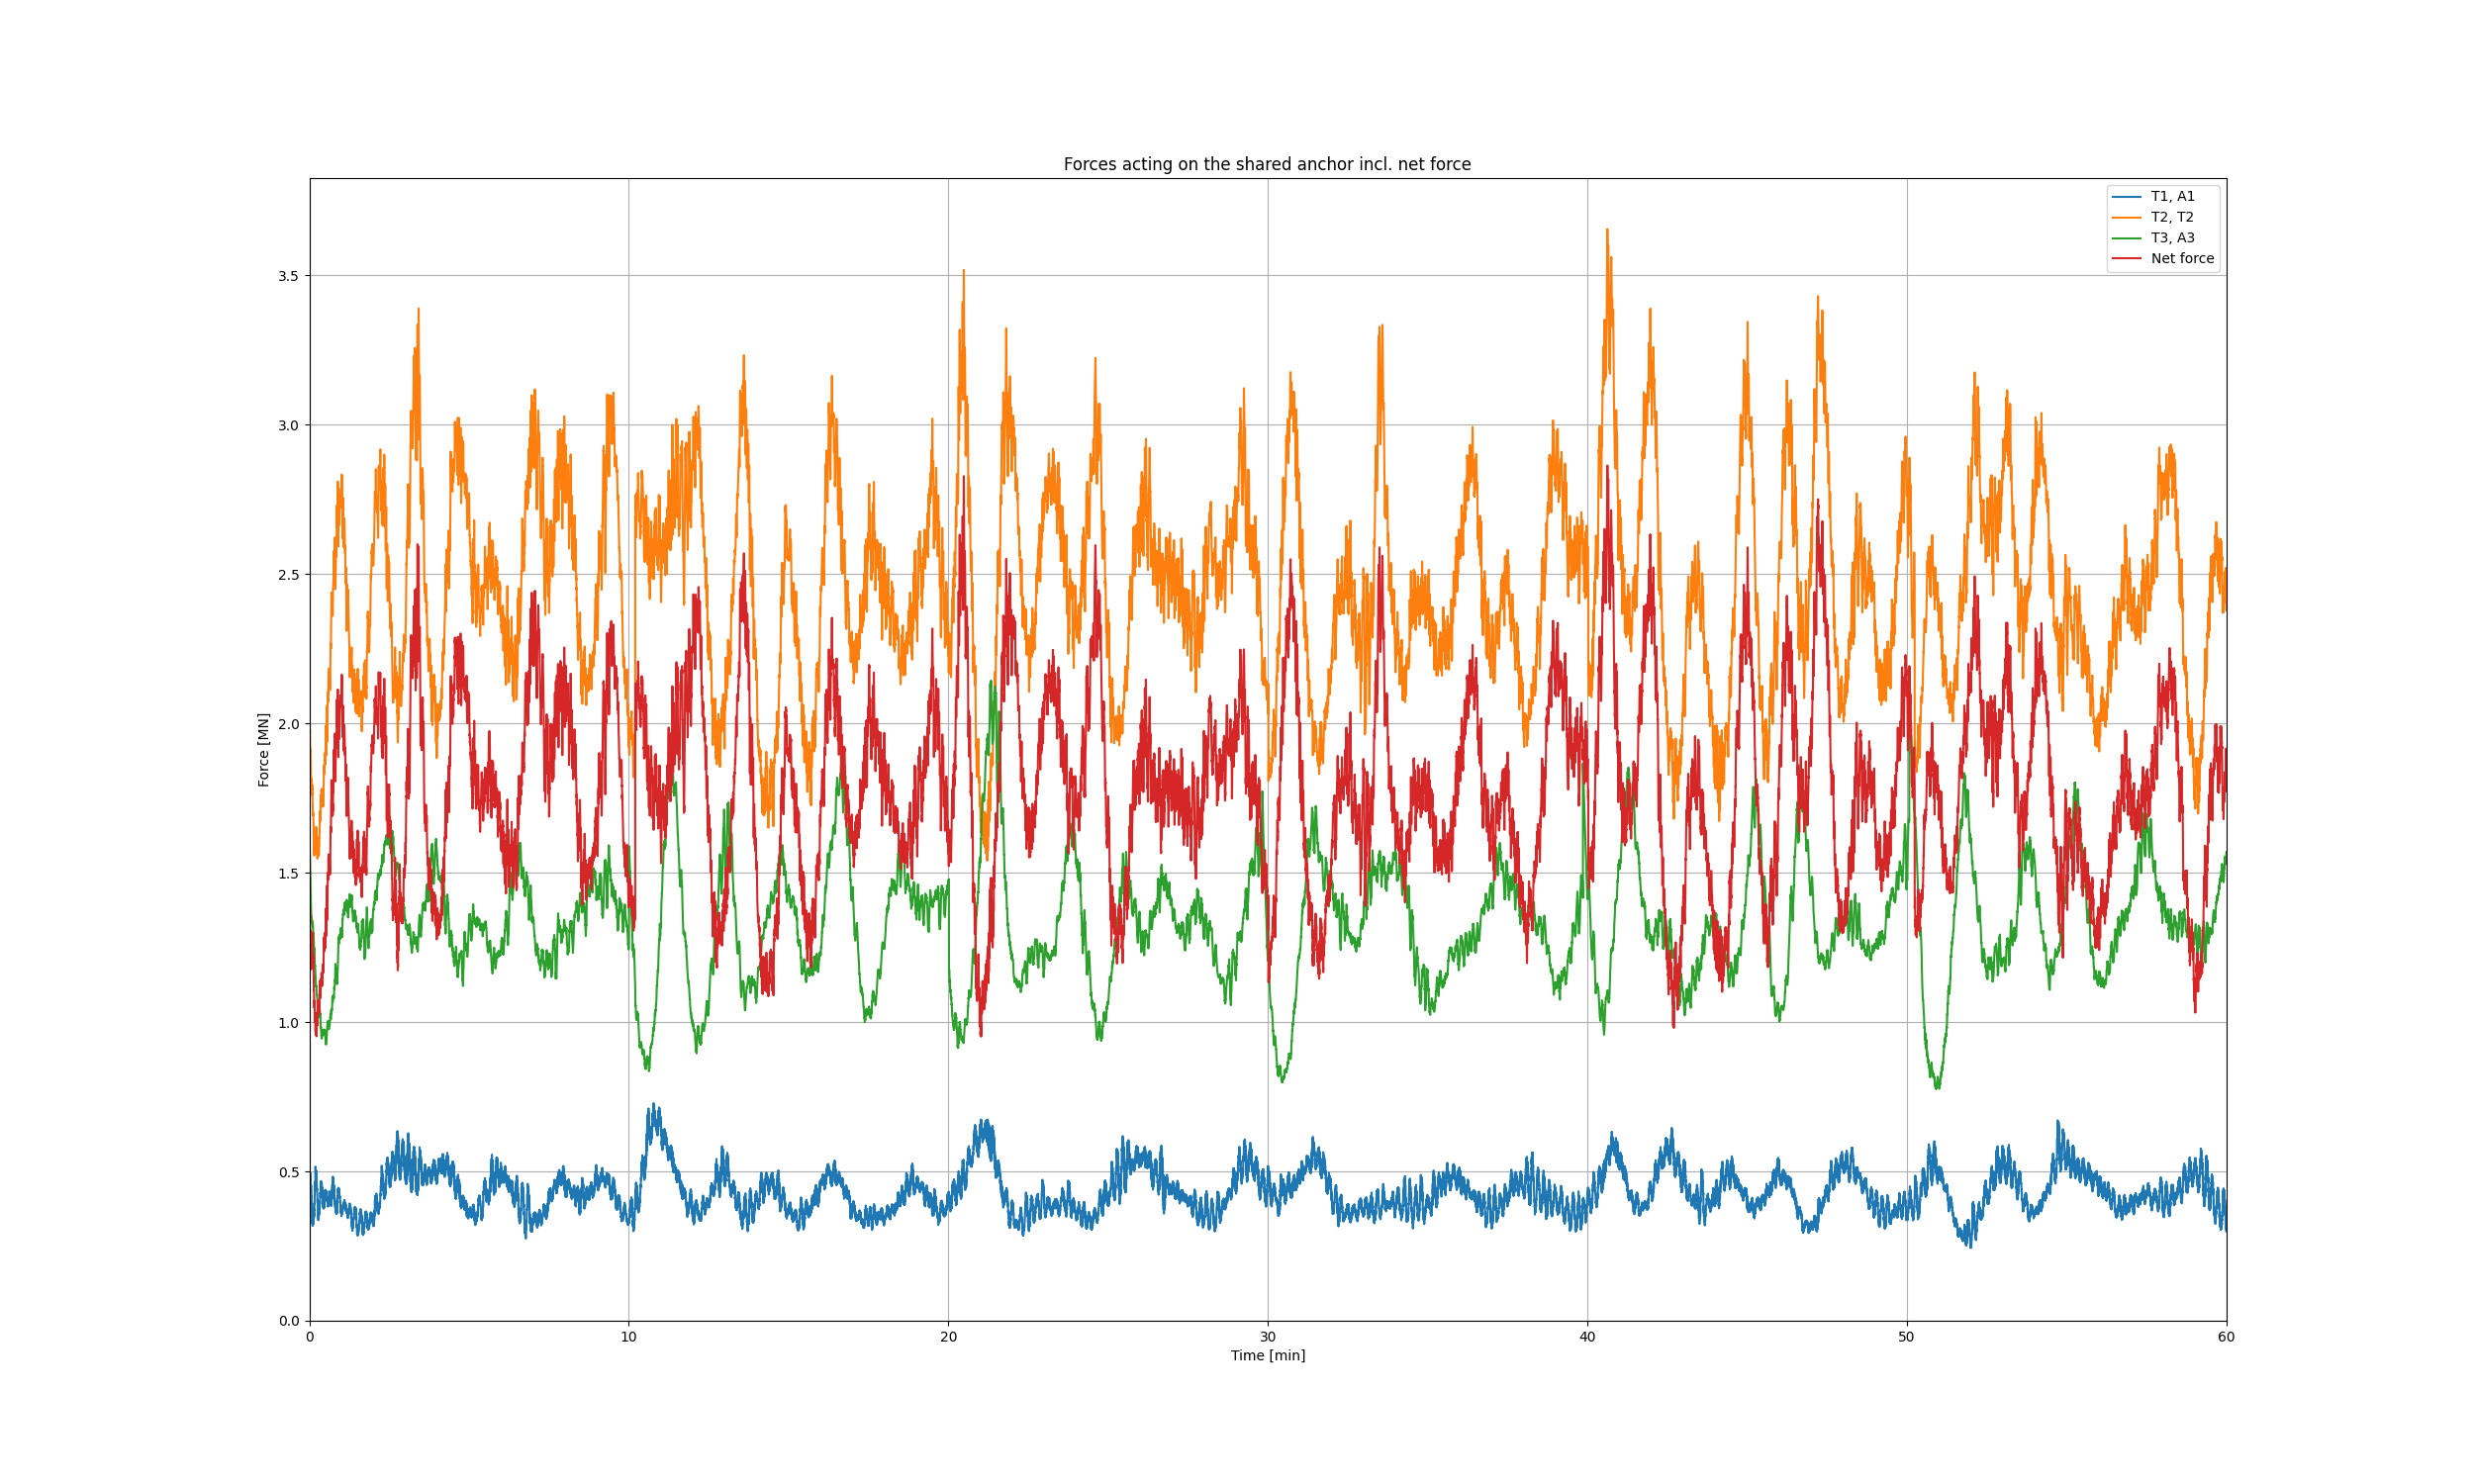 Forces acting on the shared anchor incl. net force
T1, A1
T2, T2
T3, A3
Net force
Force [MN]
3.5
3.0
2.5
2.0
1.5
1.0
0.5
0.0
0 10 20 30 40 50 60
Time [min]